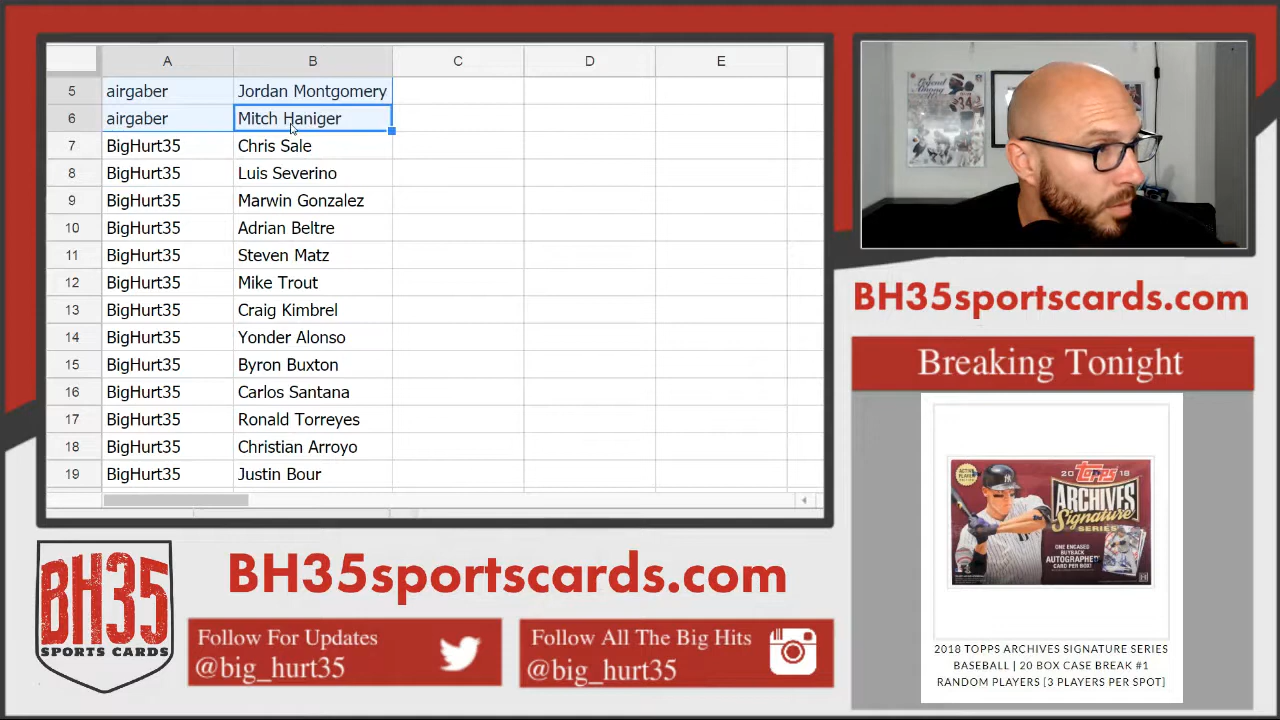 A B C D E
5 airgaber Jordan Montgomery
6 airgaber Mitch Haniger
7 BigHurt35 Chris Sale
8 BigHurt35 Luis Severino
9 BigHurt35 Marwin Gonzalez
10 BigHurt35 Adrian Beltre
11 BigHurt35 Steven Matz
12 BigHurt35 Mike Trout
13 BigHurt35 Craig Kimbrel
14 BigHurt35 Yonder Alonso
15 BigHurt35 Byron Buxton
16 BigHurt35 Carlos Santana
17 BigHurt35 Ronald Torreyes
18 BigHurt35 Christian Arroyo
19 BigHurt35 Justin Bour
34
BH35sportscards.com
Breaking Tonight
2018
Topps
ARCHIVES
Signature
SERIES
ONE ENCASED
BUYBACK
AUTOGRAPHED
CARD PER BOX!
2018 TOPPS ARCHIVES SIGNATURE SERIES
BASEBALL | 20 BOX CASE BREAK #1
RANDOM PLAYERS [3 PLAYERS PER SPOT]
BH35
SPORTS CARDS
BH35sportscards.com
Follow For Updates
@big_hurt35
Follow All The Big Hits
@big_hurt35